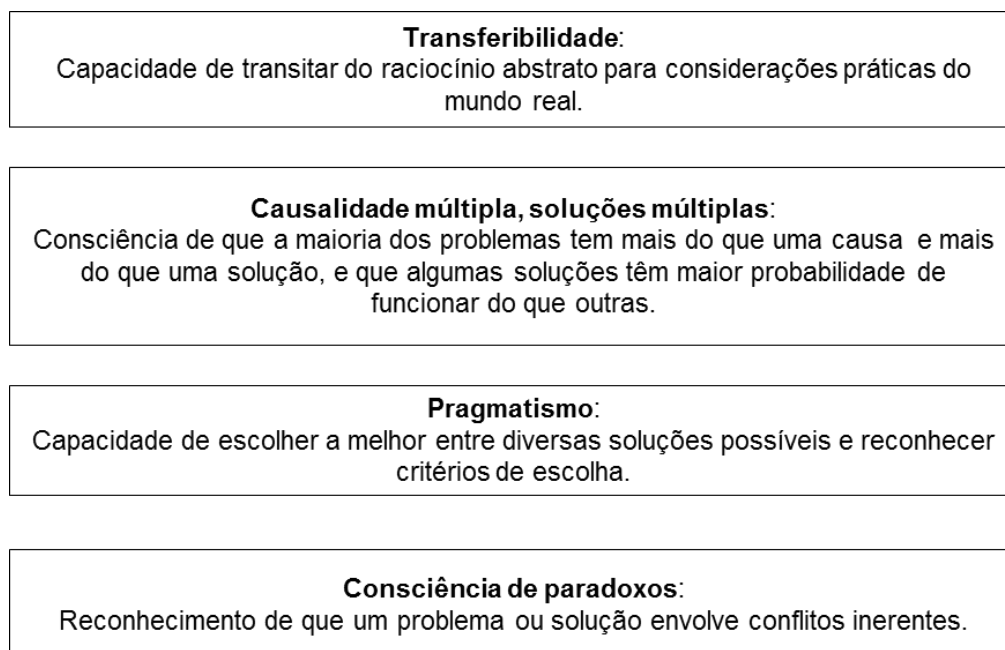 Transferibilidade:
Capacidade de transitar do raciocínio abstrato para considerações práticas do
mundo real.
Causalidade múltipla, soluções múltiplas:
Consciência de que a maioria dos problemas tem mais do que uma causa e mais
do que uma solução, e que algumas soluções têm maior probabilidade de
funcionar do que outras.
Pragmatismo:
Capacidade de escolher a melhor entre diversas soluções possíveis e reconhecer
critérios de escolha.
Consciência de paradoxos:
Reconhecimento de que um problema ou solução envolve conflitos inerentes.